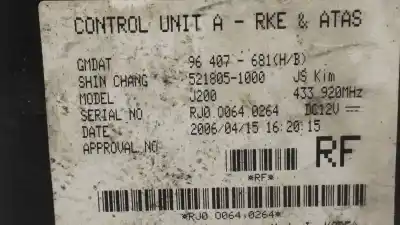 CONTROL UNIT A - RKE & ATAS
GMDAT 96 407 - 681(H/B)
SHIN CHANG 521805-1000 JS Kim
MODEL J200 433.920MHz
SERIAL NO RJ0.0064.0264 DC12V
DATE 2006/04/15 16:20:15
APPROVAL NO
RF
*RF*
*RJ0.0064.0264*